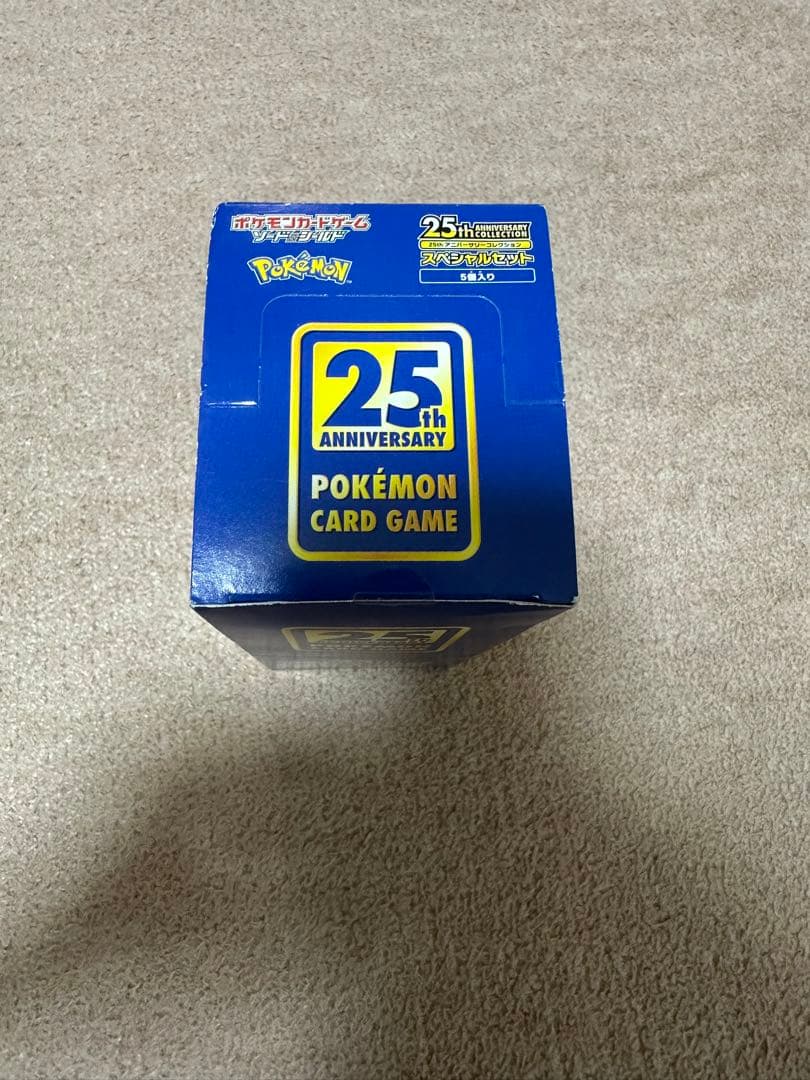 ポケモンカードゲーム
ソード&シールド
POKéMON
25th ANNIVERSARY COLLECTION
25th アニバーサリーコレクション
スペシャルセット
5個入り
25th
ANNIVERSARY
POKÉMON
CARD GAME
25th